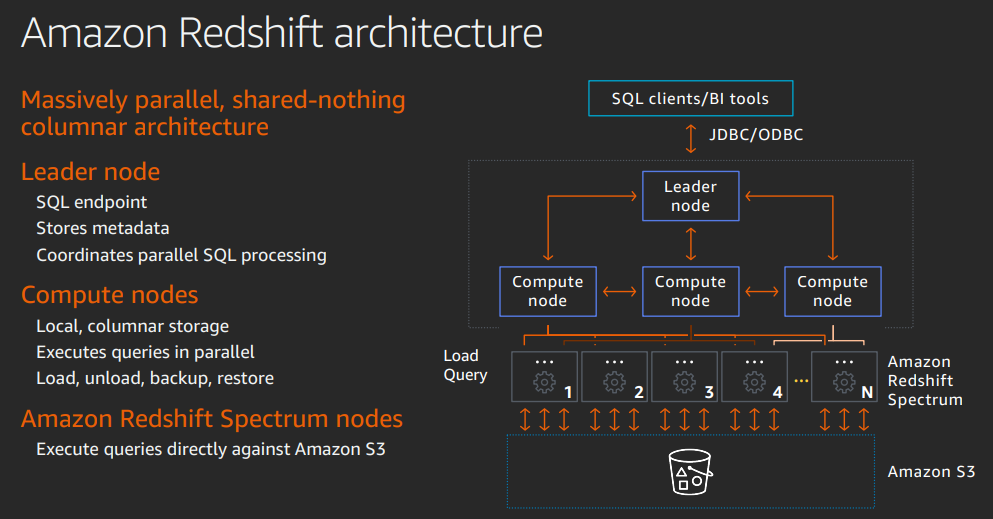 Amazon Redshift architecture
Massively parallel, shared-nothing
columnar architecture
Leader node
SQL endpoint
Stores metadata
Coordinates parallel SQL processing
Compute nodes
Local, columnar storage
Executes queries in parallel
Load, unload, backup, restore
Amazon Redshift Spectrum nodes
Execute queries directly against Amazon S3
SQL clients/BI tools
JDBC/ODBC
Leader
node
Compute
node
Compute
node
Compute
node
Load
Query
... 1
... 2
... 3
... 4
...
... N
Amazon
Redshift
Spectrum
Amazon S3